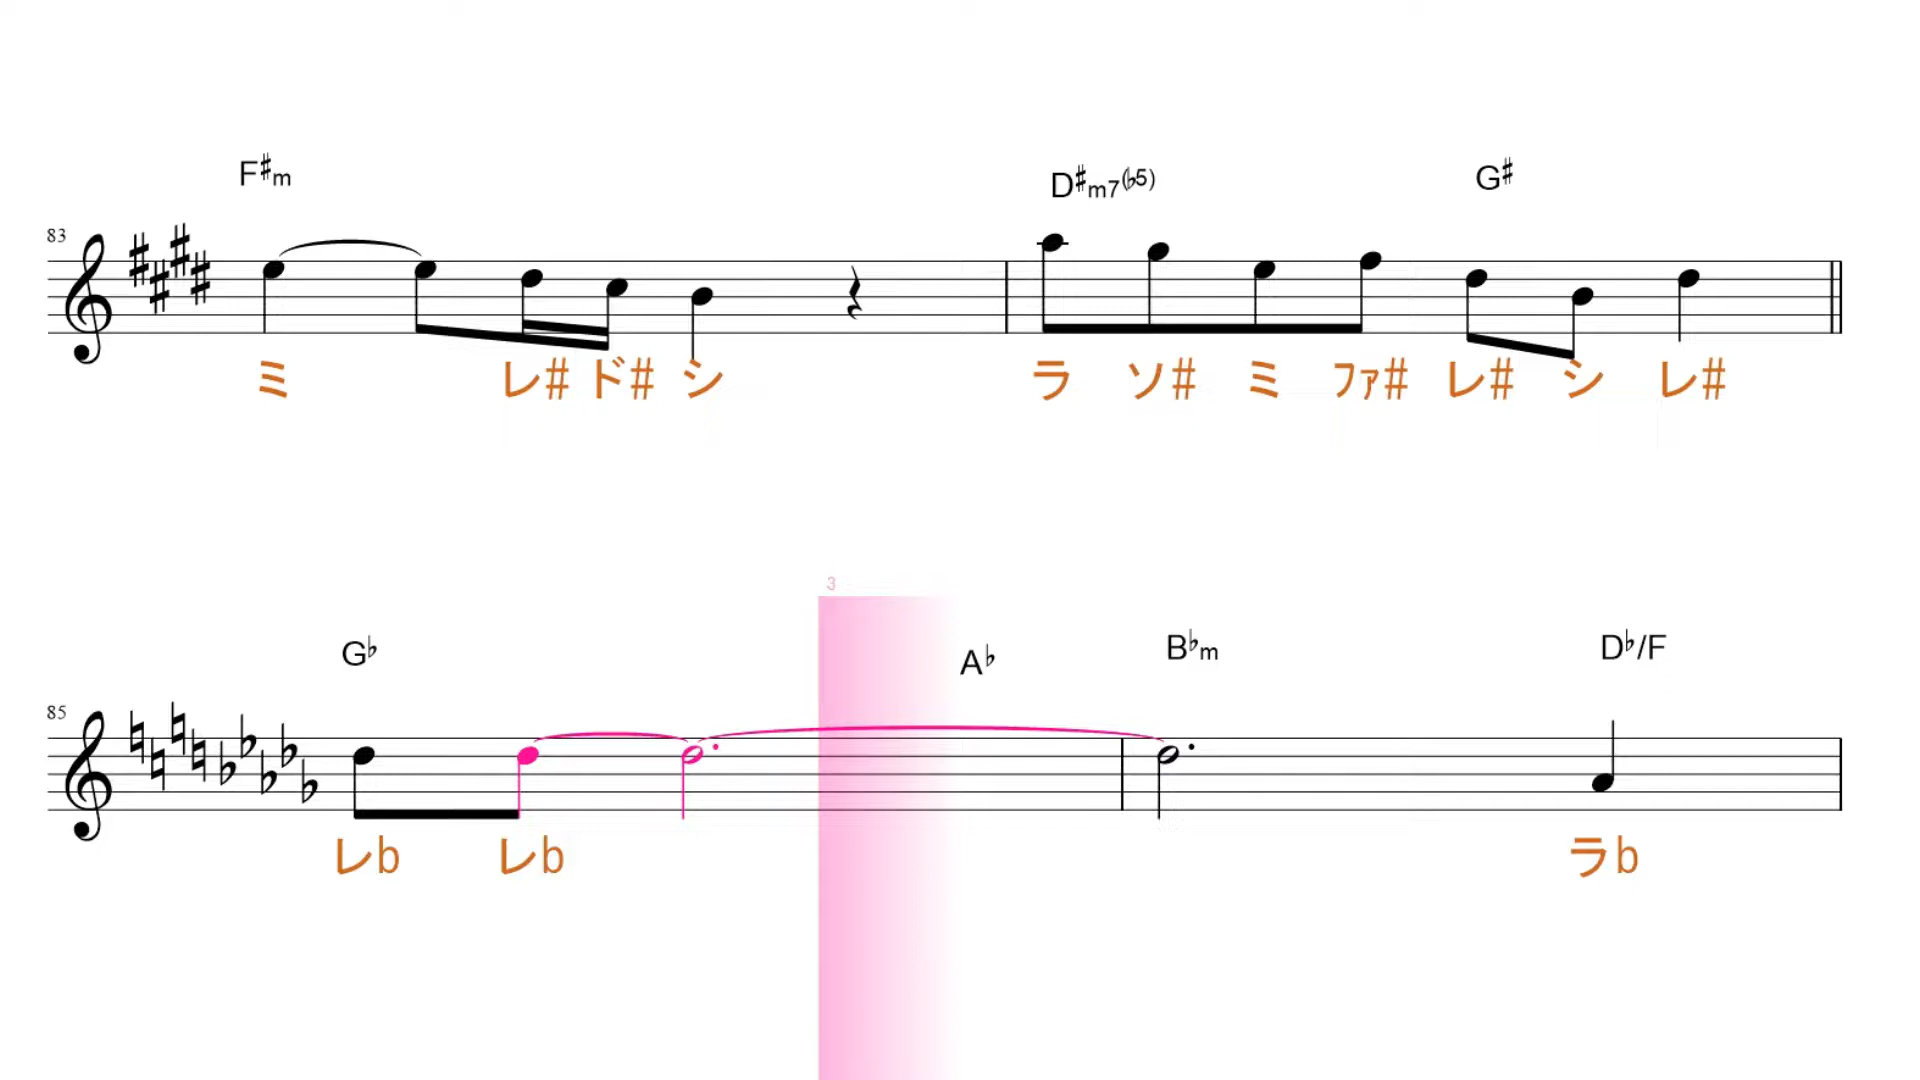 F♯m D♯m7(♭5) G♯
83
ミ レ# ド# シ ラ ソ# ミ ファ# レ# シ レ#
3
G♭ A♭ B♭m D♭/F
85
レb レb ラb